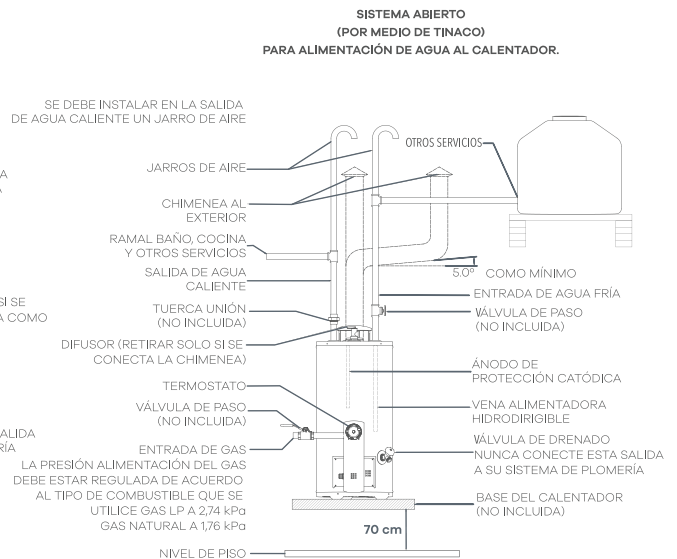 SISTEMA ABIERTO
(POR MEDIO DE TINACO)
PARA ALIMENTACIÓN DE AGUA AL CALENTADOR.
SE DEBE INSTALAR EN LA SALIDA
DE AGUA CALIENTE UN JARRO DE AIRE
JARROS DE AIRE
CHIMENEA AL
EXTERIOR
RAMAL BAÑO, COCINA
Y OTROS SERVICIOS
SALIDA DE AGUA
CALIENTE
TUERCA UNIÓN
(NO INCLUIDA)
DIFUSOR (RETIRAR SOLO SI SE
CONECTA LA CHIMENEA)
TERMOSTATO
VÁLVULA DE PASO
(NO INCLUIDA)
ENTRADA DE GAS
LA PRESIÓN ALIMENTACIÓN DEL GAS
DEBE ESTAR REGULADA DE ACUERDO
AL TIPO DE COMBUSTIBLE QUE SE
UTILICE GAS LP A 2,74 kPa
GAS NATURAL A 1,76 kPa
NIVEL DE PISO
OTROS SERVICIOS
5.0° COMO MÍNIMO
ENTRADA DE AGUA FRÍA
VÁLVULA DE PASO
(NO INCLUIDA)
ÁNODO DE
PROTECCIÓN CATÓDICA
VENA ALIMENTADORA
HIDRODIRIGIBLE
VÁLVULA DE DRENADO
NUNCA CONECTE ESTA SALIDA
A SU SISTEMA DE PLOMERÍA
BASE DEL CALENTADOR
(NO INCLUIDA)
70 cm
A
SI SE
A COMO
ALIDA
RÍA